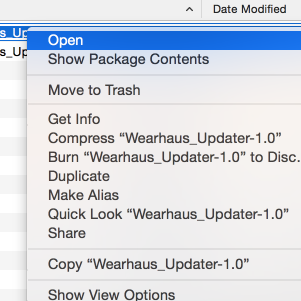 Date Modified
s_Up
Open
s_Up
Show Package Contents
Move to Trash
Get Info
Compress “Wearhaus_Updater-1.0”
Burn “Wearhaus_Updater-1.0” to Disc.
Duplicate
Make Alias
Quick Look “Wearhaus_Updater-1.0”
Share
Copy “Wearhaus_Updater-1.0”
Show View Options